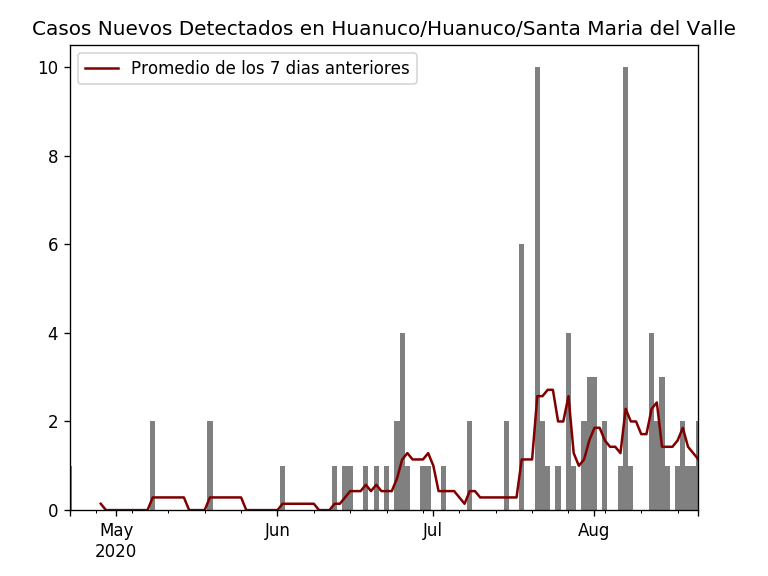 Casos Nuevos Detectados en Huanuco/Huanuco/Santa Maria del Valle
Promedio de los 7 dias anteriores
10
8
6
4
2
0
May
2020
Jun
Jul
Aug